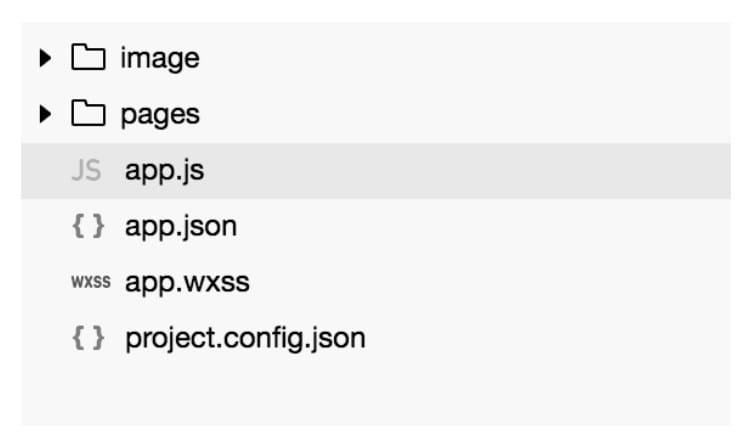 image
pages
JS app.js
{ } app.json
wxss app.wxss
{ } project.config.json